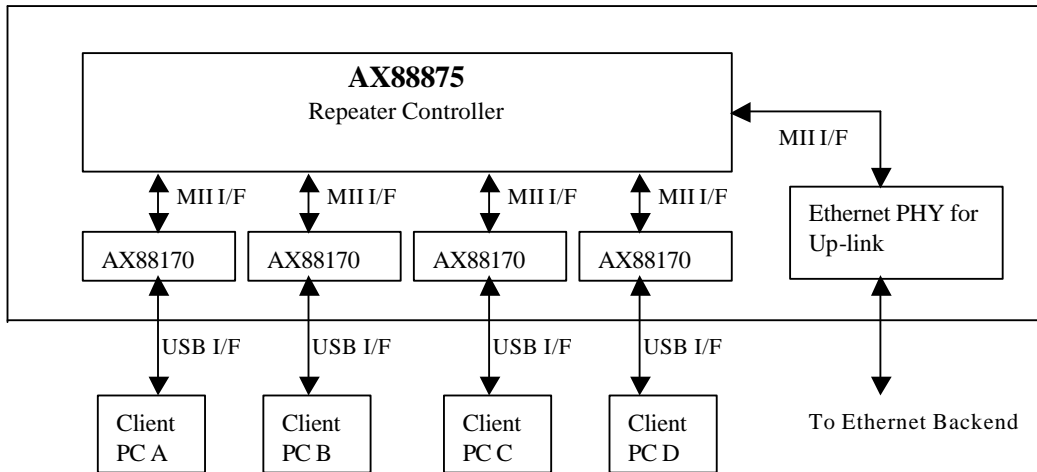 AX88875
Repeater Controller
MII I/F
MII I/F MII I/F MII I/F MII I/F
Ethernet PHY for
Up-link
AX88170 AX88170 AX88170 AX88170
USB I/F USB I/F USB I/F USB I/F
Client
PC A
Client
PC B
Client
PC C
Client
PC D
To Ethernet Backend